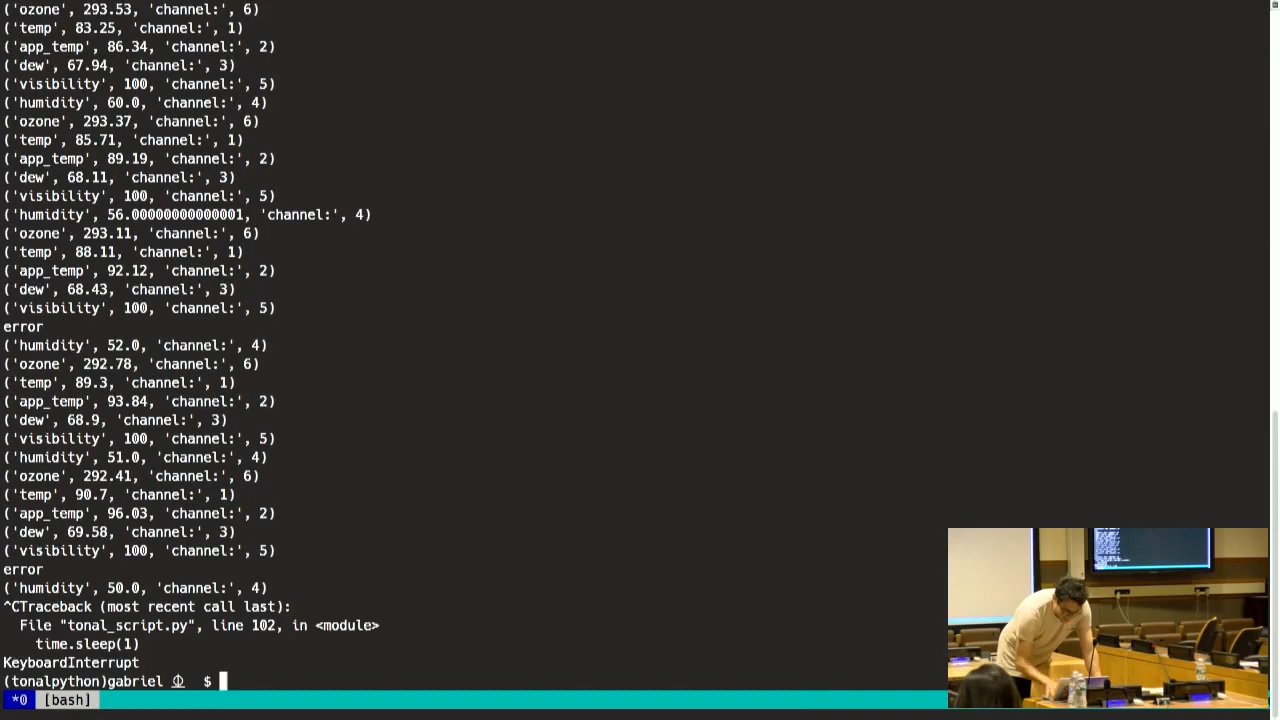 ('ozone', 293.53, 'channel:', 6)
('temp', 83.25, 'channel:', 1)
('app_temp', 86.34, 'channel:', 2)
('dew', 67.94, 'channel:', 3)
('visibility', 100, 'channel:', 5)
('humidity', 60.0, 'channel:', 4)
('ozone', 293.37, 'channel:', 6)
('temp', 85.71, 'channel:', 1)
('app_temp', 89.19, 'channel:', 2)
('dew', 68.11, 'channel:', 3)
('visibility', 100, 'channel:', 5)
('humidity', 56.00000000000001, 'channel:', 4)
('ozone', 293.11, 'channel:', 6)
('temp', 88.11, 'channel:', 1)
('app_temp', 92.12, 'channel:', 2)
('dew', 68.43, 'channel:', 3)
('visibility', 100, 'channel:', 5)
error
('humidity', 52.0, 'channel:', 4)
('ozone', 292.78, 'channel:', 6)
('temp', 89.3, 'channel:', 1)
('app_temp', 93.84, 'channel:', 2)
('dew', 68.9, 'channel:', 3)
('visibility', 100, 'channel:', 5)
('humidity', 51.0, 'channel:', 4)
('ozone', 292.41, 'channel:', 6)
('temp', 90.7, 'channel:', 1)
('app_temp', 96.03, 'channel:', 2)
('dew', 69.58, 'channel:', 3)
('visibility', 100, 'channel:', 5)
error
('humidity', 50.0, 'channel:', 4)
^CTraceback (most recent call last):
  File "tonal_script.py", line 102, in <module>
    time.sleep(1)
KeyboardInterrupt
(tonalpython)gabriel $
*0 [bash]